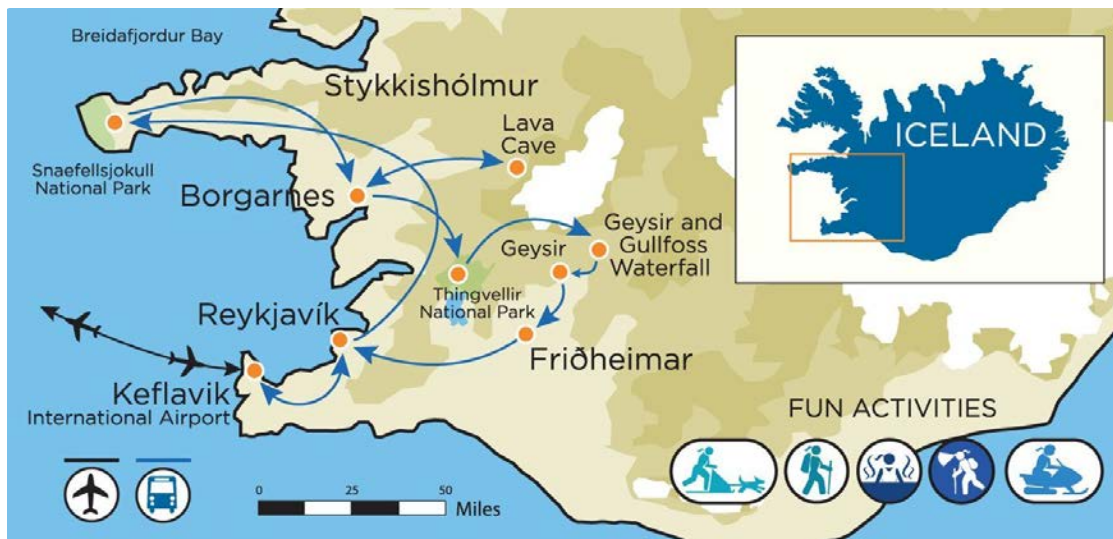 Breidafjordur Bay
Stykkishólmur
Lava
Cave
ICELAND
Snaefellsjokull
National Park
Borgarnes
Geysir and
Gullfoss
Waterfall
Geysir
Thingvellir
National Park
Reykjavík
Friðheimar
Keflavik
International Airport
FUN ACTIVITIES
0 25 50
Miles